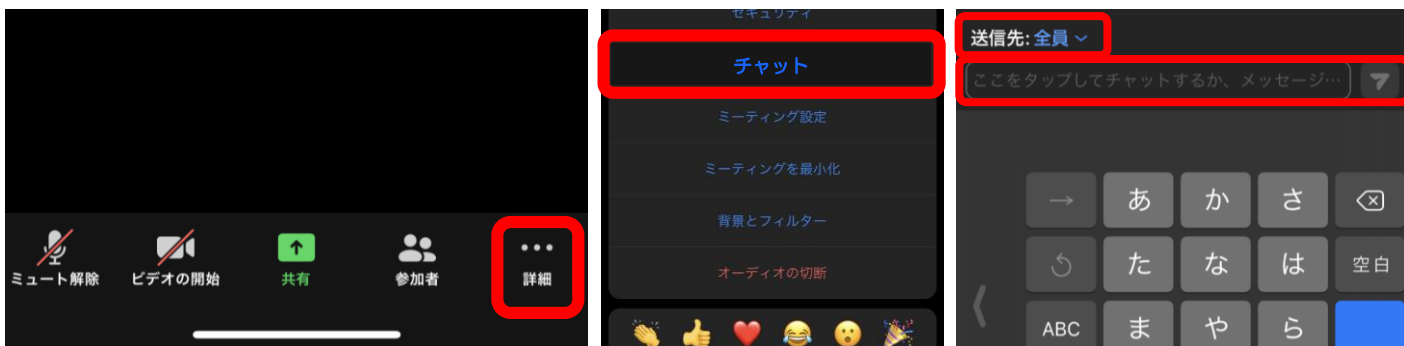 ミュート解除
ビデオの開始
共有
参加者
詳細
セキュリティ
チャット
ミーティング設定
ミーティングを最小化
背景とフィルター
オーディオの切断
送信先: 全員
ここをタップしてチャットするか、メッセージ…
→ あ か さ
た な は 空白
ABC ま や ら